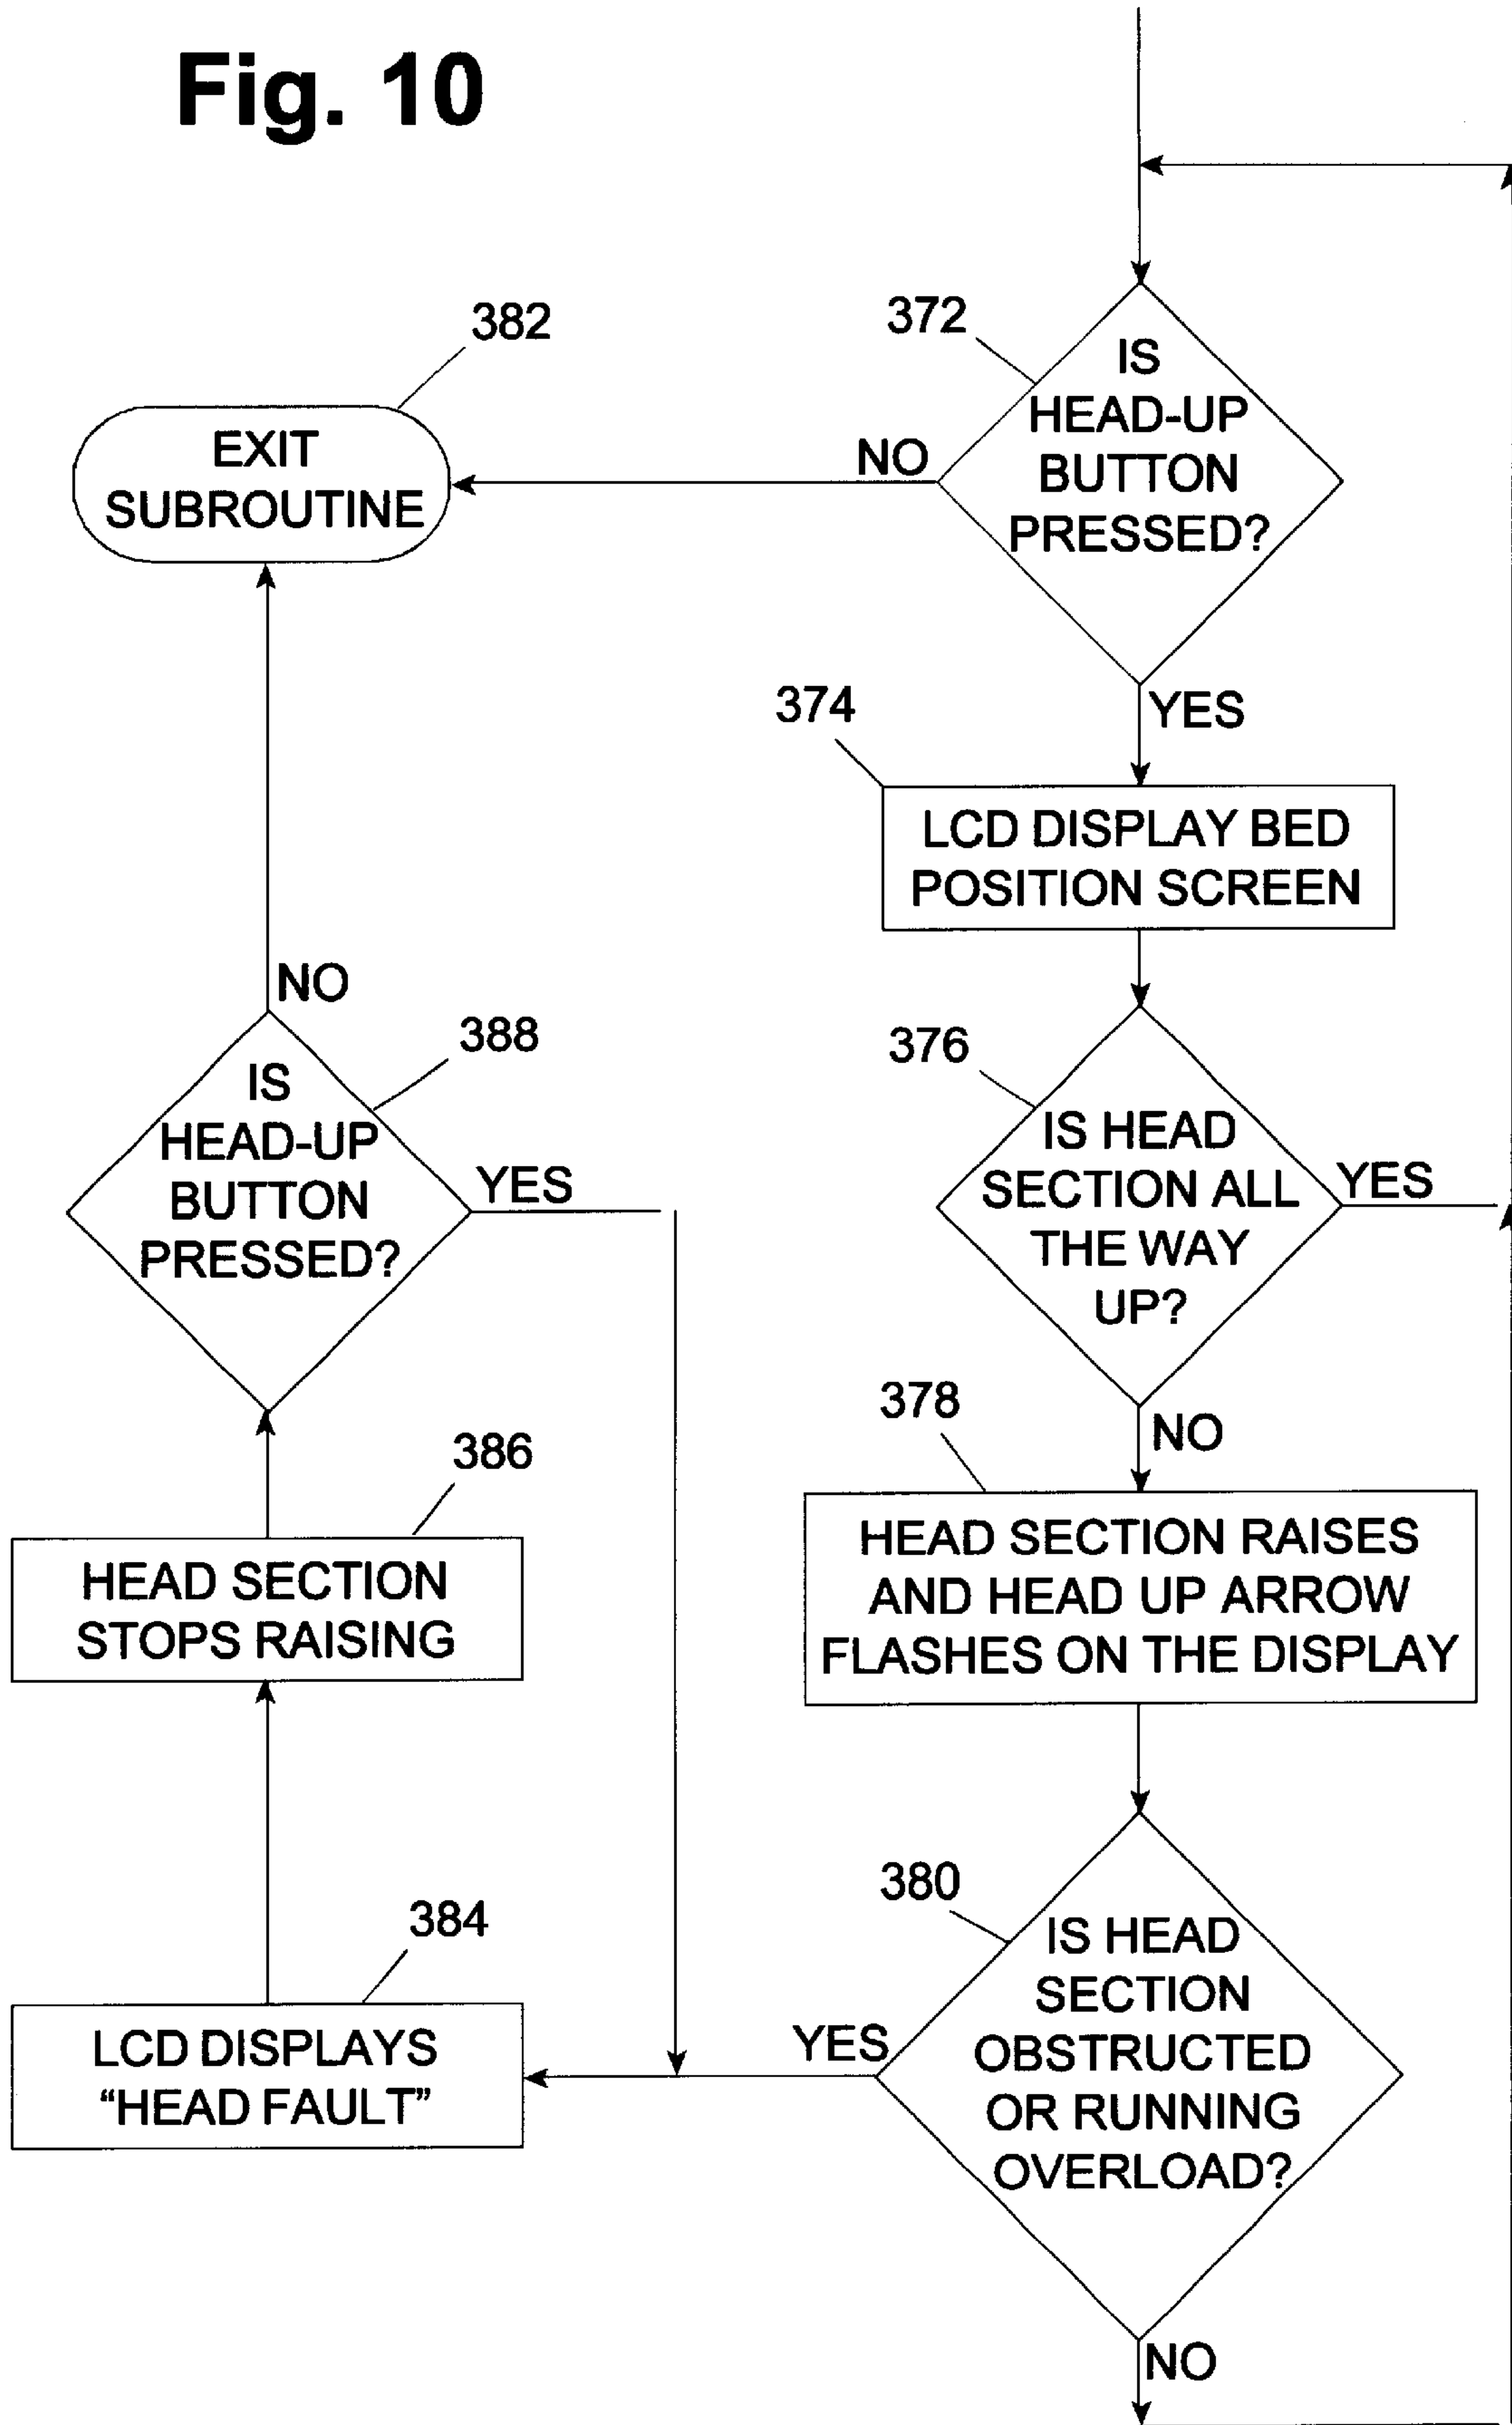 Fig. 10
372
IS
HEAD-UP
BUTTON
PRESSED?
NO
YES
382
EXIT
SUBROUTINE
374
LCD DISPLAY BED
POSITION SCREEN
376
IS HEAD
SECTION ALL
THE WAY
UP?
YES
NO
378
HEAD SECTION RAISES
AND HEAD UP ARROW
FLASHES ON THE DISPLAY
380
IS HEAD
SECTION
OBSTRUCTED
OR RUNNING
OVERLOAD?
YES
NO
384
LCD DISPLAYS
“HEAD FAULT”
386
HEAD SECTION
STOPS RAISING
388
IS
HEAD-UP
BUTTON
PRESSED?
YES
NO